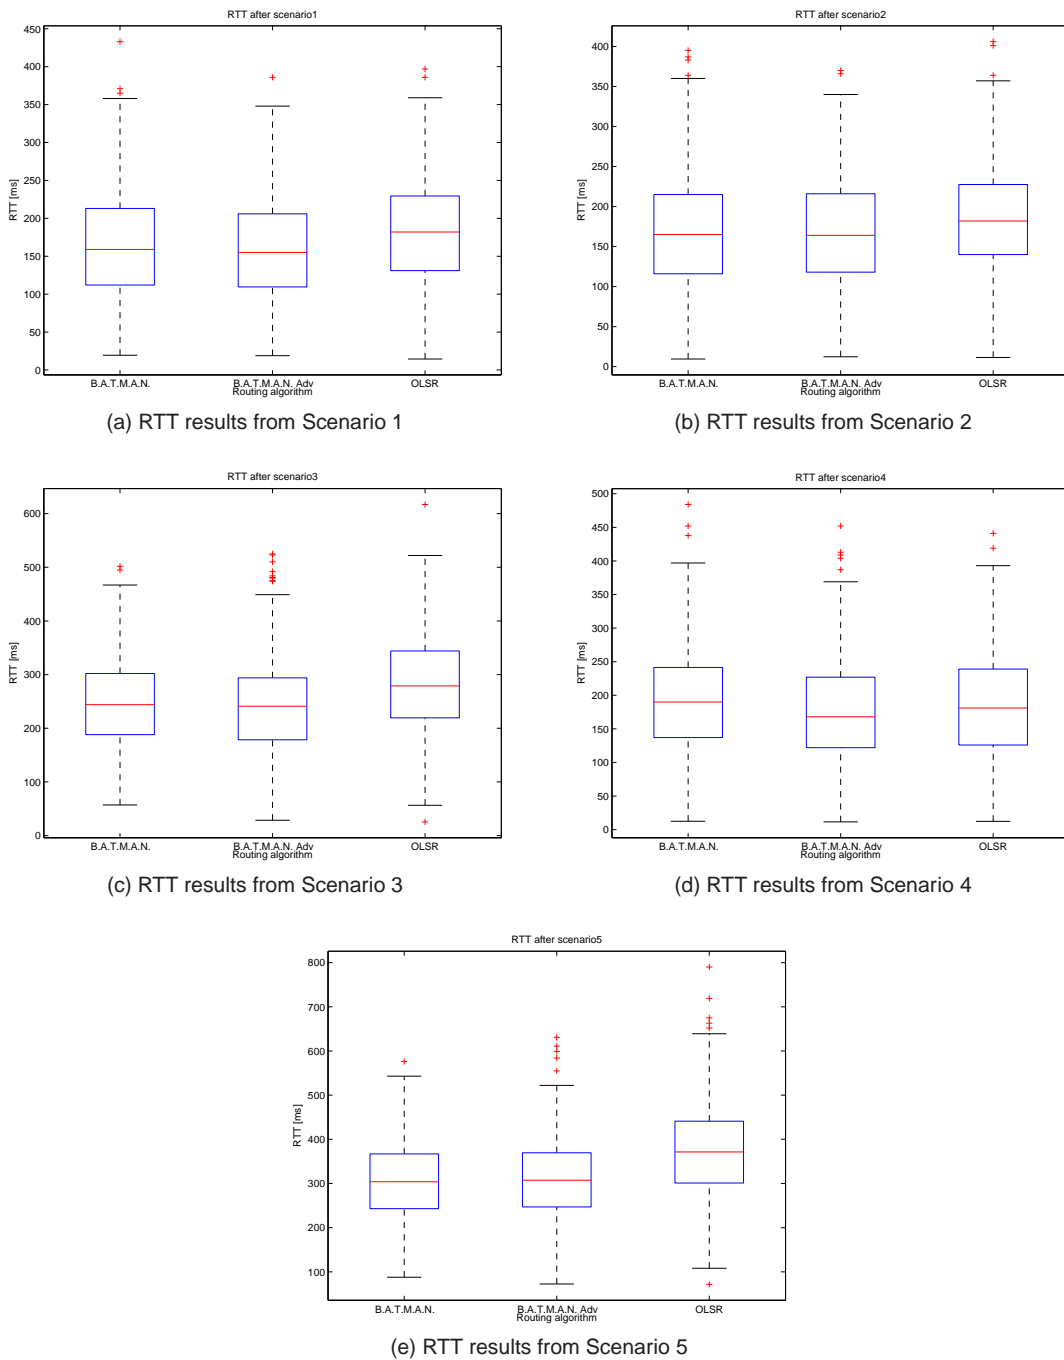 RTT after scenario1
450
400
350
300
250
200
150
100
50
0
RTT [ms]
B.A.T.M.A.N.
B.A.T.M.A.N. Adv
OLSR
Routing algorithm
(a) RTT results from Scenario 1
RTT after scenario2
400
350
300
250
200
150
100
50
0
RTT [ms]
B.A.T.M.A.N.
B.A.T.M.A.N. Adv
OLSR
Routing algorithm
(b) RTT results from Scenario 2
RTT after scenario3
600
500
400
300
200
100
0
RTT [ms]
B.A.T.M.A.N.
B.A.T.M.A.N. Adv
OLSR
Routing algorithm
(c) RTT results from Scenario 3
RTT after scenario4
500
450
400
350
300
250
200
150
100
50
0
RTT [ms]
B.A.T.M.A.N.
B.A.T.M.A.N. Adv
OLSR
Routing algorithm
(d) RTT results from Scenario 4
RTT after scenario5
800
700
600
500
400
300
200
100
RTT [ms]
B.A.T.M.A.N.
B.A.T.M.A.N. Adv
OLSR
Routing algorithm
(e) RTT results from Scenario 5